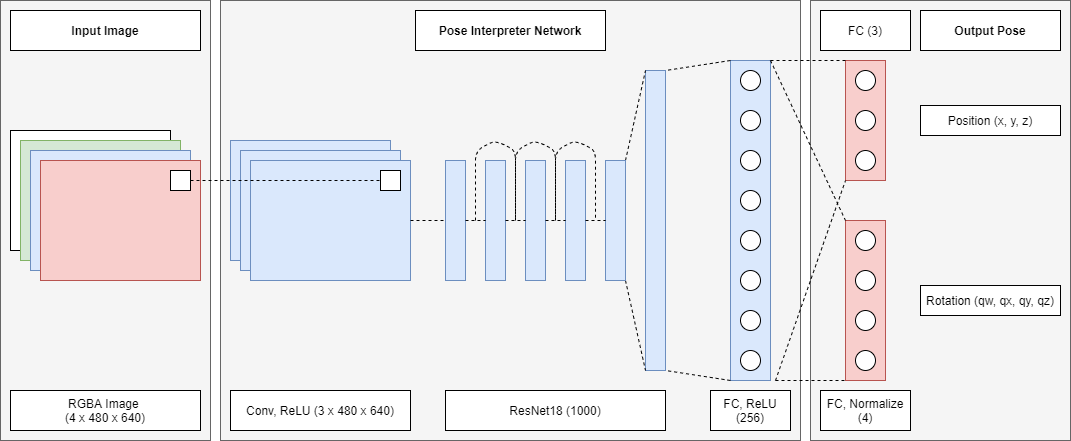 Input Image
Pose Interpreter Network
FC (3)
Output Pose
Position (x, y, z)
Rotation (qw, qx, qy, qz)
RGBA Image
(4 x 480 x 640)
Conv, ReLU (3 x 480 x 640)
ResNet18 (1000)
FC, ReLU
(256)
FC, Normalize
(4)